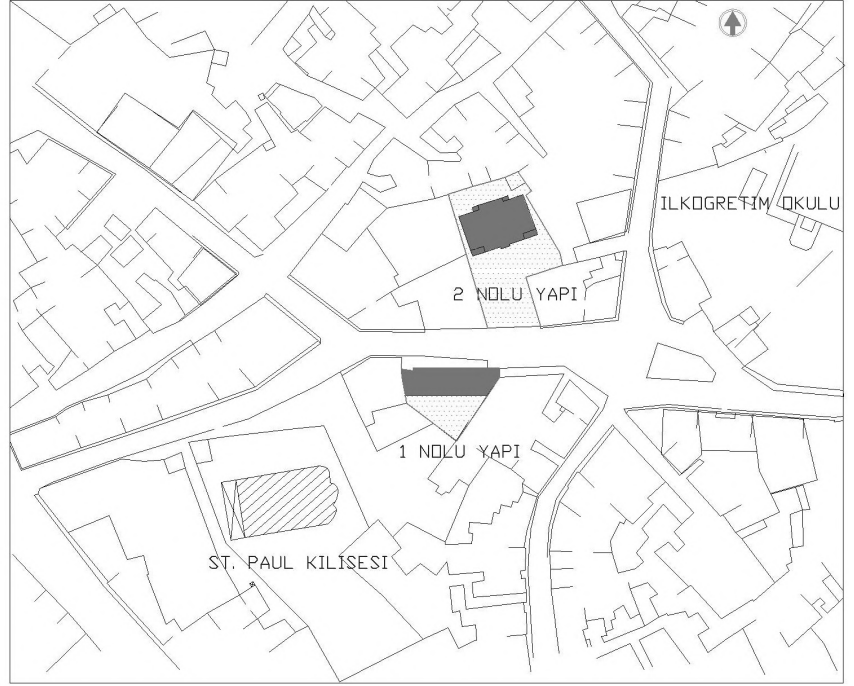 ILKOGRETIM OKULU
2 NOLU YAPI
1 NOLU YAPI
ST. PAUL KILISESI